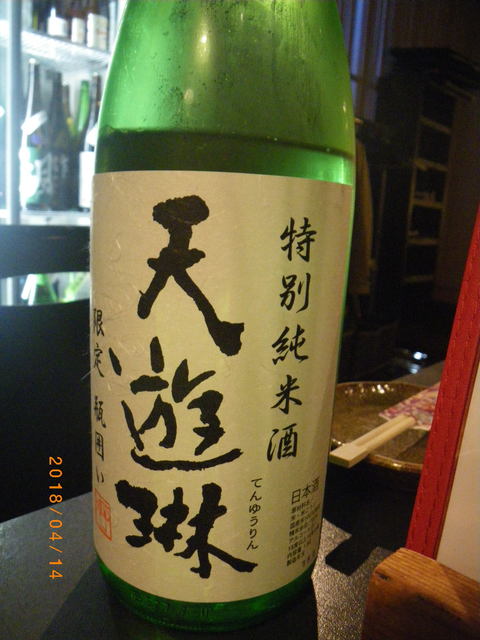 特別純米酒
天遊琳
てんゆうりん
限定瓶囲い
日本酒
2018/04/14